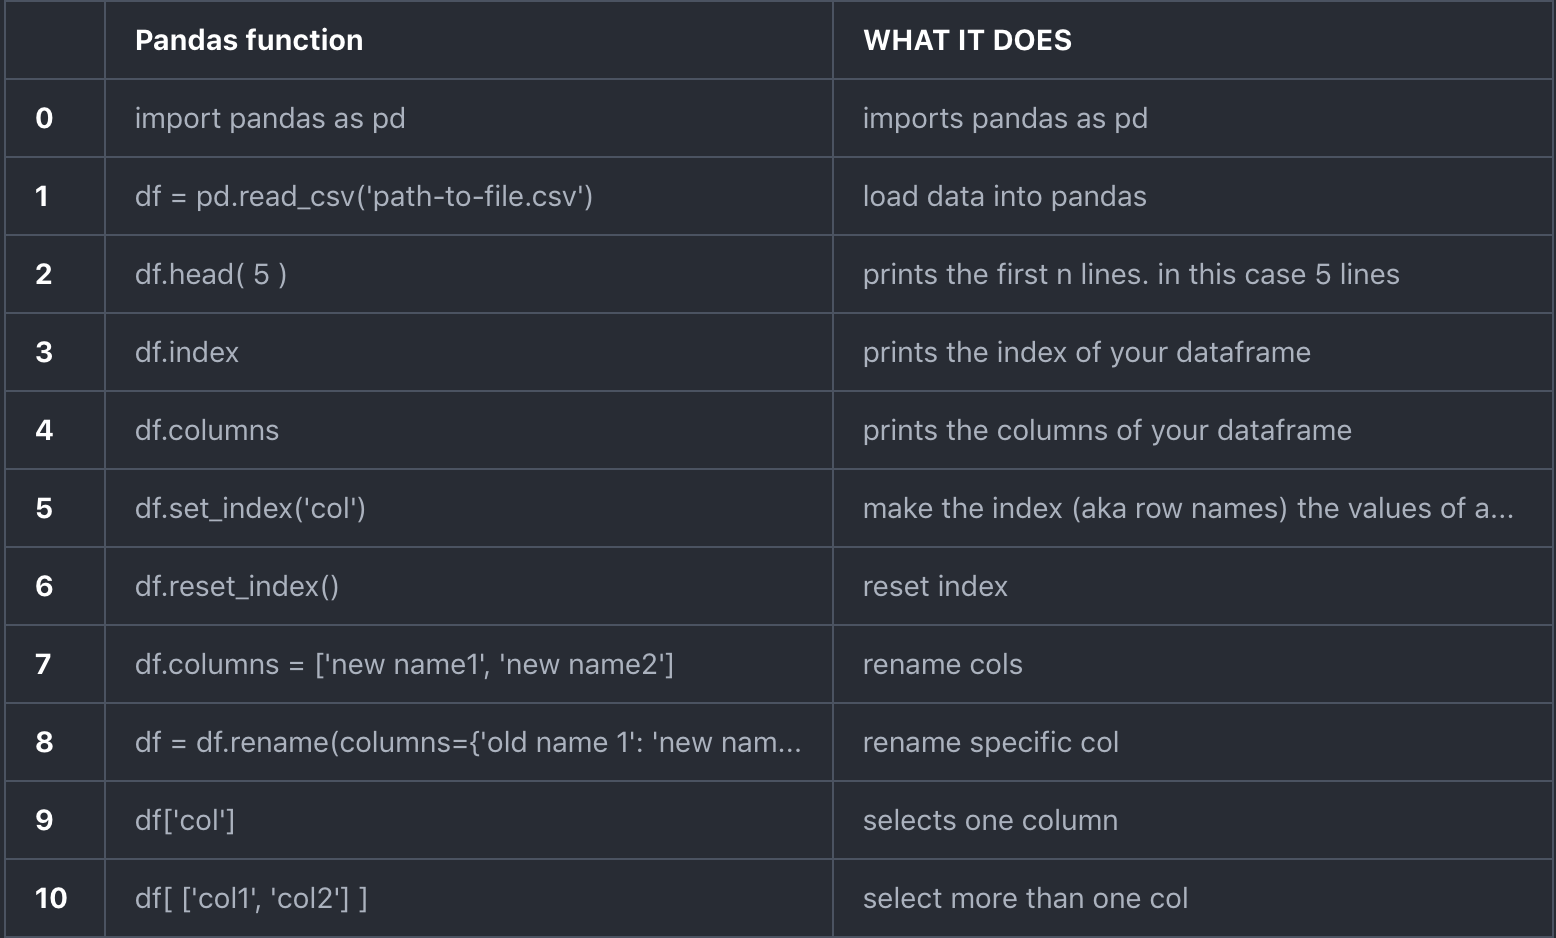 Pandas function WHAT IT DOES
0 import pandas as pd imports pandas as pd
1 df = pd.read_csv('path-to-file.csv') load data into pandas
2 df.head( 5 ) prints the first n lines. in this case 5 lines
3 df.index prints the index of your dataframe
4 df.columns prints the columns of your dataframe
5 df.set_index('col') make the index (aka row names) the values of a...
6 df.reset_index() reset index
7 df.columns = ['new name1', 'new name2'] rename cols
8 df = df.rename(columns={'old name 1': 'new nam... rename specific col
9 df['col'] selects one column
10 df[ ['col1', 'col2'] ] select more than one col